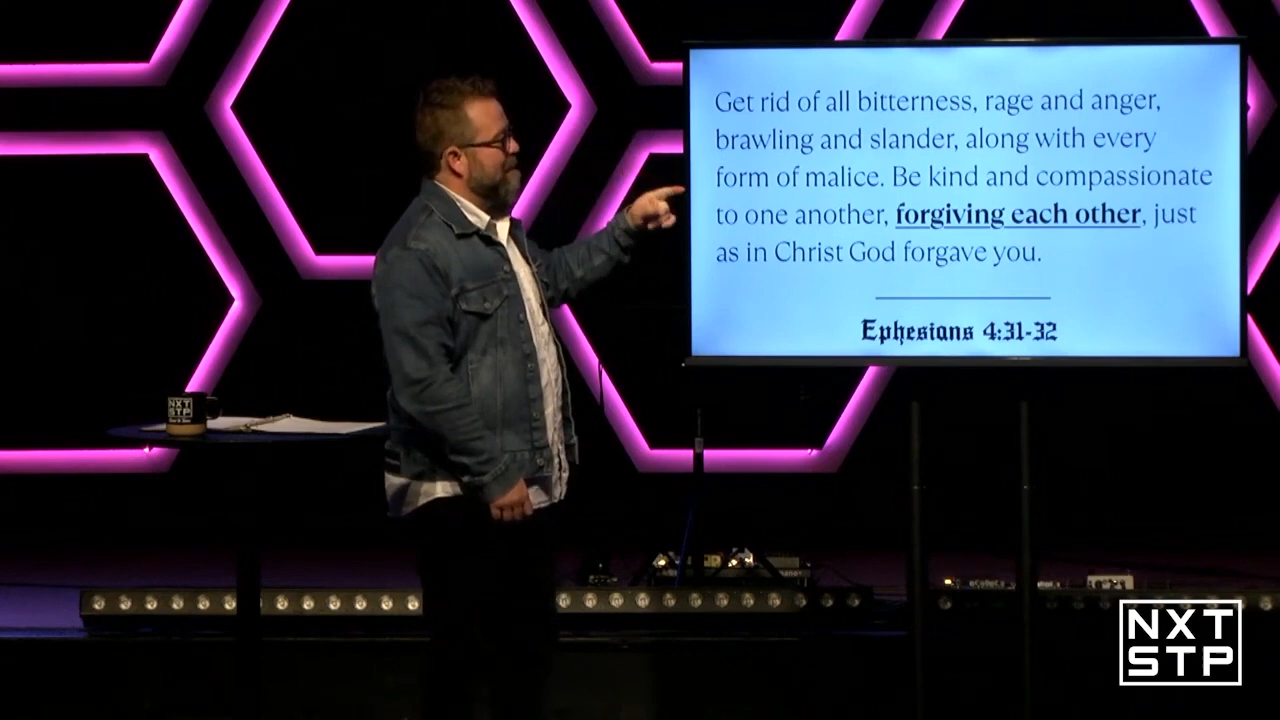 Get rid of all bitterness, rage and anger,
brawling and slander, along with every
form of malice. Be kind and compassionate
to one another, forgiving each other, just
as in Christ God forgave you.
Ephesians 4:31-32
NXT
STP
NXT
STP